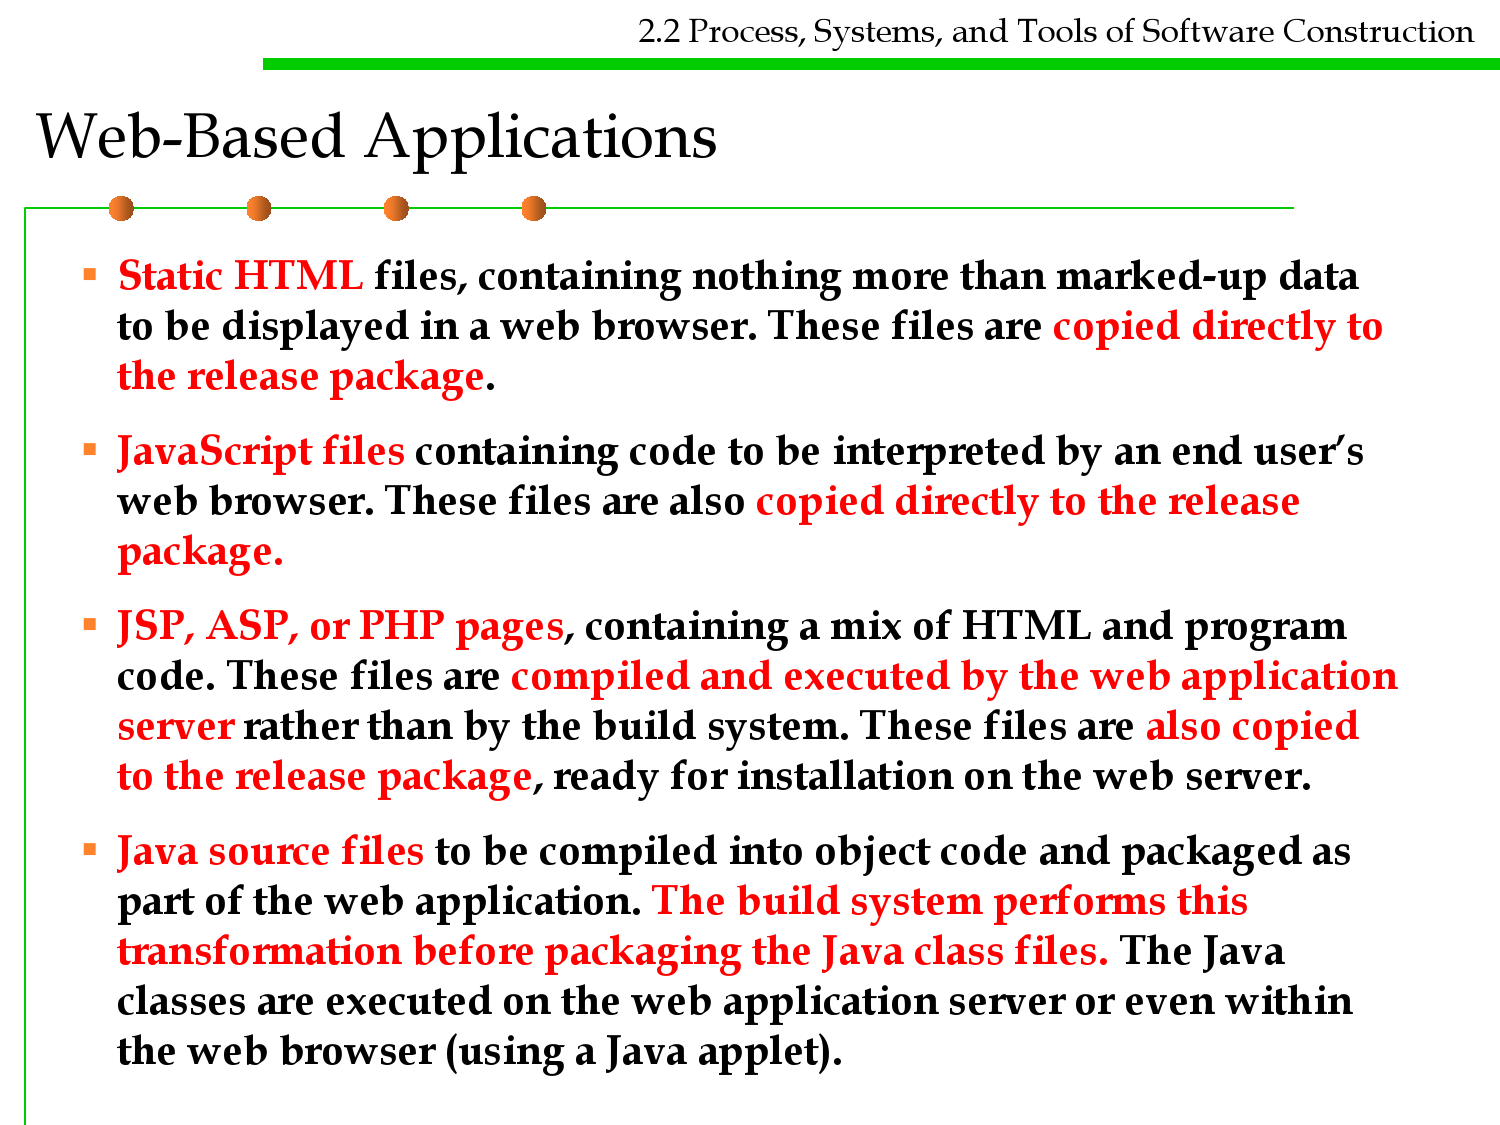 2.2 Process, Systems, and Tools of Software Construction
Web-Based Applications
▪ Static HTML files, containing nothing more than marked-up data
to be displayed in a web browser. These files are copied directly to
the release package.
▪ JavaScript files containing code to be interpreted by an end user’s
web browser. These files are also copied directly to the release
package.
▪ JSP, ASP, or PHP pages, containing a mix of HTML and program
code. These files are compiled and executed by the web application
server rather than by the build system. These files are also copied
to the release package, ready for installation on the web server.
▪ Java source files to be compiled into object code and packaged as
part of the web application. The build system performs this
transformation before packaging the Java class files. The Java
classes are executed on the web application server or even within
the web browser (using a Java applet).